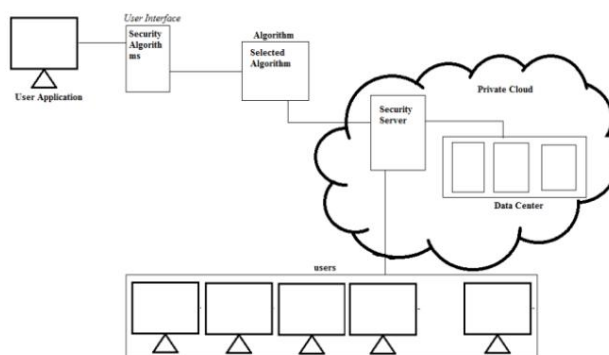 User Interface
Security
Algorith
ms
User Application
Algorithm
Selected
Algorithm
Private Cloud
Security
Server
Data Center
users